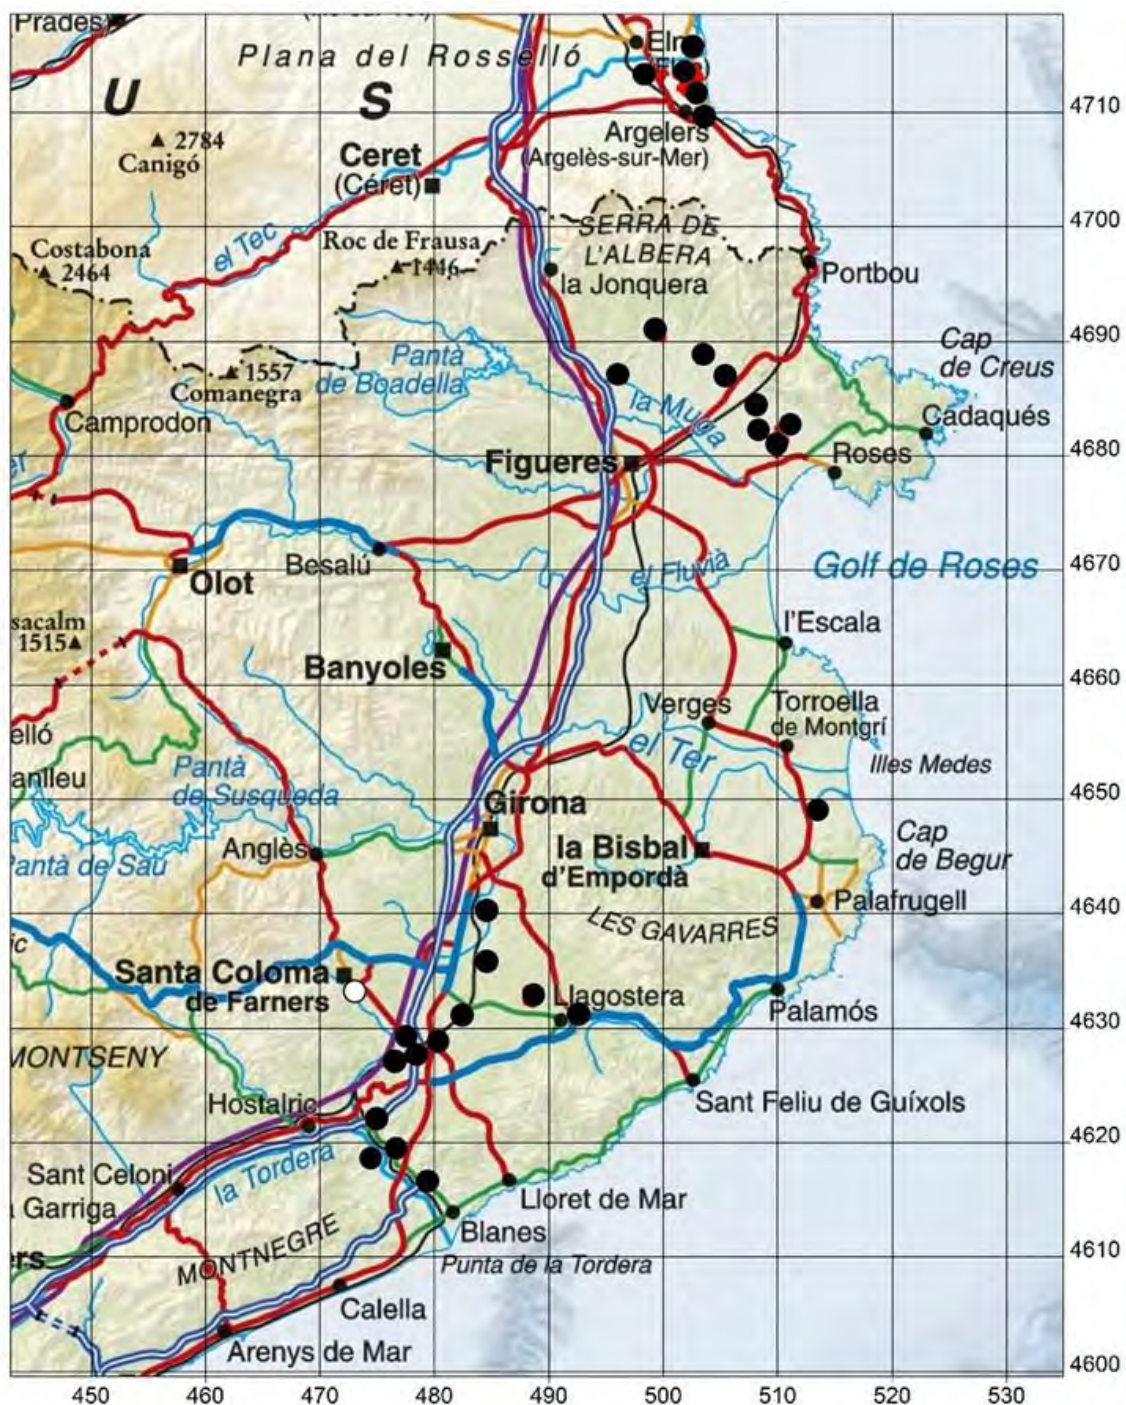 Prades
Plana del Rosselló
Eln
U
S
4710
2784
Canigó
Argelers
(Argelès-sur-Mer)
Ceret
(Céret)
4700
SERRA DE
L'ALBERA
Roc de Frausa
1446
Costabona
2464
el Tec
la Jonquera
Portbou
4690
Cap
de Creus
Pantà
de Boadella
1557
Comanegra
la Muga
Cadaqués
Camprodon
4680
Figueres
Roses
Besalú
el Fluvià
Golf de Roses
4670
Olot
sacalm
1515
l'Escala
Banyoles
4660
Verges
Torroella
de Montgrí
elló
el Ter
Illes Medes
anlleu
Pantà
de Susqueda
4650
Girona
Anglès
la Bisbal
d'Empordà
Cap
de Begur
Pantà de Sau
Palafrugell
4640
LES GAVARRES
ic
Santa Coloma
de Farners
Llagostera
Palamós
4630
MONTSENY
Hostalric
Sant Feliu de Guíxols
4620
Sant Celoni
la Tordera
Garriga
Lloret de Mar
Blanes
4610
ers
MONTNEGRE
Punta de la Tordera
Calella
Arenys de Mar
4600
450 460 470 480 490 500 510 520 530